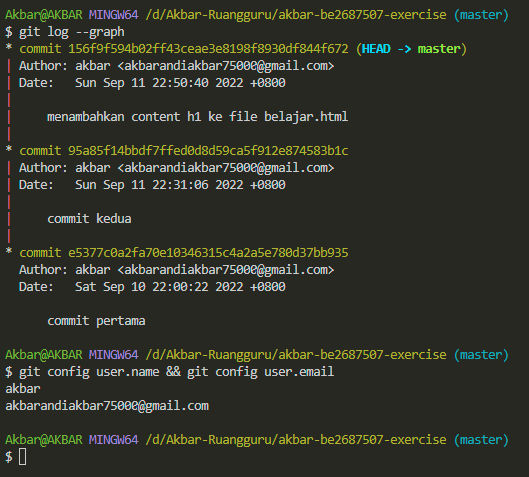 Akbar@AKBAR MINGW64 /d/Akbar-Ruangguru/akbar-be2687507-exercise (master)
$ git log --graph
* commit 156f9f594b02ff43ceae3e8198f8930df844f672 (HEAD -> master)
| Author: akbar <akbarandiakbar75000@gmail.com>
| Date:   Sun Sep 11 22:50:40 2022 +0800
|
|     menambahkan content h1 ke file belajar.html
|
* commit 95a85f14bbdf7ffed0d8d59ca5f912e874583b1c
| Author: akbar <akbarandiakbar75000@gmail.com>
| Date:   Sun Sep 11 22:31:06 2022 +0800
|
|     commit kedua
|
* commit e5377c0a2fa70e10346315c4a2a5e780d37bb935
  Author: akbar <akbarandiakbar75000@gmail.com>
  Date:   Sat Sep 10 22:00:22 2022 +0800

      commit pertama

Akbar@AKBAR MINGW64 /d/Akbar-Ruangguru/akbar-be2687507-exercise (master)
$ git config user.name && git config user.email
akbar
akbarandiakbar75000@gmail.com

Akbar@AKBAR MINGW64 /d/Akbar-Ruangguru/akbar-be2687507-exercise (master)
$